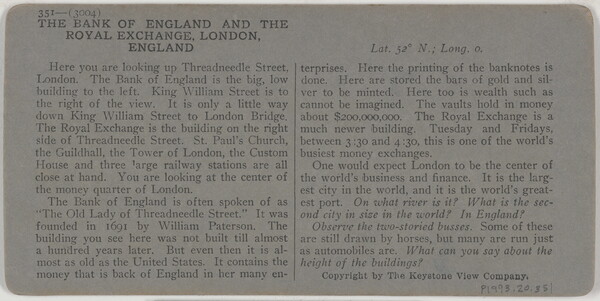 351—(3004)
THE BANK OF ENGLAND AND THE
ROYAL EXCHANGE, LONDON,
ENGLAND
Here you are looking up Threadneedle Street,
London. The Bank of England is the big, low
building to the left. King William Street is to
the right of the view. It is only a little way
down King William Street to London Bridge.
The Royal Exchange is the building on the right
side of Threadneedle Street. St. Paul's Church,
the Guildhall, the Tower of London, the Custom
House and three large railway stations are all
close at hand. You are looking at the center of
the money quarter of London.
The Bank of England is often spoken of as
"The Old Lady of Threadneedle Street." It was
founded in 1691 by William Paterson. The
building you see here was not built till almost
a hundred years later. But even then it is al-
most as old as the United States. It contains the
money that is back of England in her many en-
Lat. 52° N.; Long. 0.
terprises. Here the printing of the banknotes is
done. Here are stored the bars of gold and sil-
ver to be minted. Here too is wealth such as
cannot be imagined. The vaults hold in money
about $200,000,000. The Royal Exchange is a
much newer building. Tuesday and Fridays,
between 3:30 and 4:30, this is one of the world's
busiest money exchanges.
One would expect London to be the center of
the world's business and finance. It is the larg-
est city in the world, and it is the world's great-
est port. On what river is it? What is the sec-
ond city in size in the world? In England?
Observe the two-storied busses. Some of these
are still drawn by horses, but many are run just
as automobiles are. What can you say about the
height of the buildings?
Copyright by The Keystone View Company.
P1993.20.85